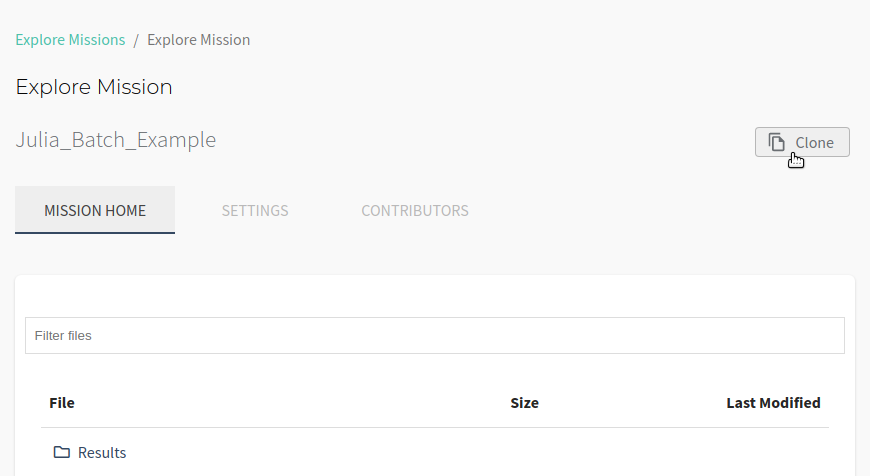 Explore Missions / Explore Mission
Explore Mission
Julia_Batch_Example
Clone
MISSION HOME SETTINGS CONTRIBUTORS
Filter files
File Size Last Modified
Results